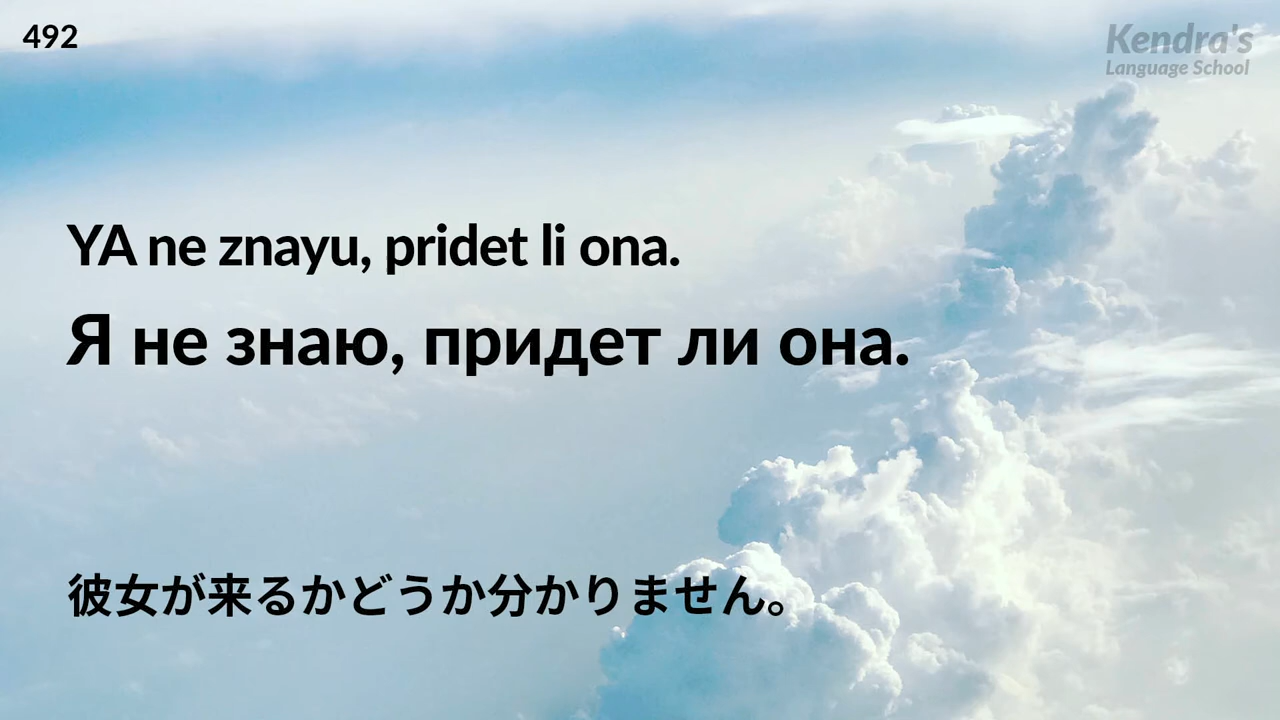 492
Kendra's
Language School
YA ne znayu, pridet li ona.
Я не знаю, придет ли она.
彼女が来るかどうか分かりません。